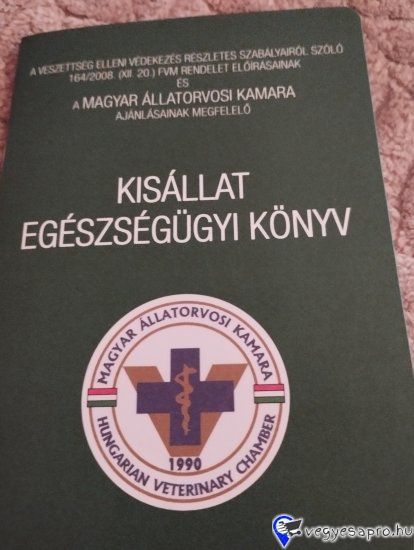 A VESZETTSÉG ELLENI VÉDEKEZÉS RÉSZLETES SZABÁLYAIRÓL SZÓLÓ
164/2008. (XII. 20.) FVM RENDELET ELŐÍRÁSAINAK
ÉS
A MAGYAR ÁLLATORVOSI KAMARA
AJÁNLÁSAINAK MEGFELELŐ
KISÁLLAT
EGÉSZSÉGÜGYI KÖNYV
MAGYAR ÁLLATORVOSI KAMARA
1990
HUNGARIAN VETERINARY CHAMBER
vegyesapro.hu